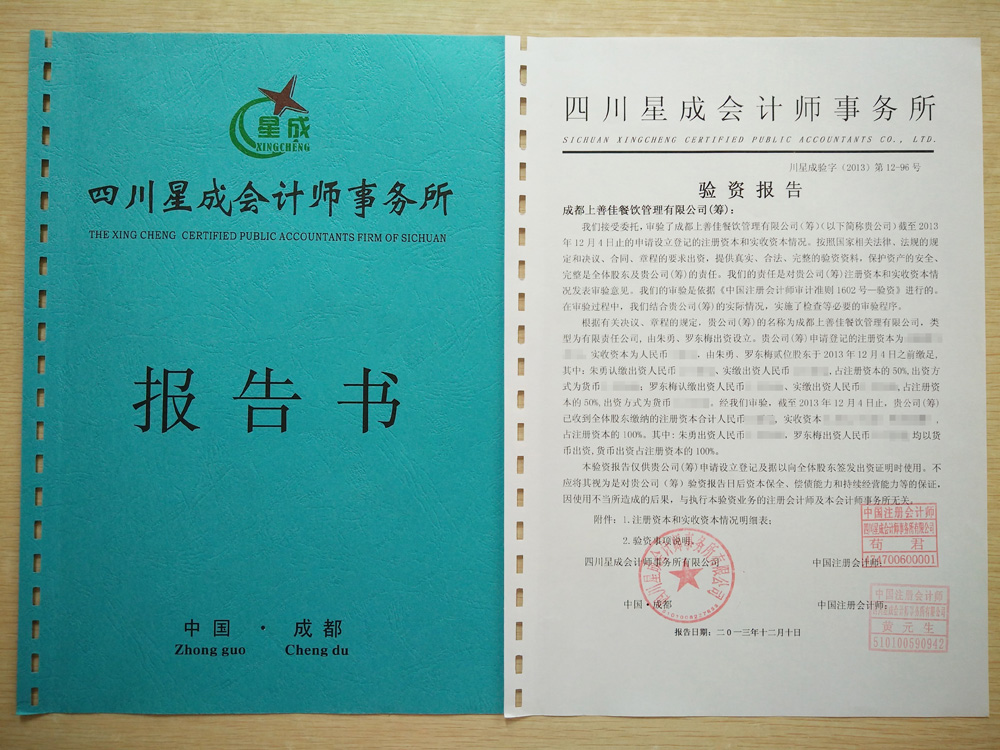 星成
XINGCHENG
四川星成会计师事务所
THE XING CHENG CERTIFIED PUBLIC ACCOUNTANTS FIRM OF SICHUAN
报告书
中国·成都
Zhong guo Cheng du
四川星成会计师事务所
SICHUAN XINGCHENG CERTIFIED PUBLIC ACCOUNTANTS CO., LTD.
川星成验字（2013）第12-96号
验资报告
成都上善佳餐饮管理有限公司(筹)：
我们接受委托，审验了成都上善佳餐饮管理有限公司(筹)（以下简称贵公司）截至2013
年12月4日止的申请设立登记的注册资本和实收资本情况。按照国家相关法律、法规的规
定和决议、合同、章程的要求出资，提供真实、合法、完整的验资资料，保护资产的安全、
完整是全体股东及贵公司(筹)的责任。我们的责任是对贵公司(筹)注册资本和实收资本情
况发表审验意见。我们的审验是依据《中国注册会计师审计准则1602号—验资》进行的。
在审验过程中，我们结合贵公司(筹)的实际情况，实施了检查等必要的审验程序。
根据有关决议、章程的规定，贵公司(筹)的名称为成都上善佳餐饮管理有限公司，类
型为有限责任公司,由朱勇、罗东梅出资设立。贵公司(筹)申请登记的注册资本为
实收资本为人民币，由朱勇、罗东梅贰位股东于2013年12月4日之前缴足,
其中：朱勇认缴出资人民币、实缴出资人民币,占注册资本的50%,出资方
式为货币；罗东梅认缴出资人民币、实缴出资人民币,占注册资
本的50%,出资方式为货币。经我们审验，截至2013年12月4日止，贵公司(筹)
已收到全体股东缴纳的注册资本合计人民币，实收资本
占注册资本的100%。其中：朱勇出资人民币，罗东梅出资人民币均以货
币出资,货币出资占注册资本的100%。
本验资报告仅供贵公司(筹)申请设立登记及据以向全体股东签发出资证明时使用。不
应将其视为是对贵公司（筹）验资报告日后资本保全、偿债能力和持续经营能力等的保证，
因使用不当所造成的后果，与执行本验资业务的注册会计师及本会计师事务所无关。
附件：1.注册资本和实收资本情况明细表；
2.验资事项说明。
四川星成会计师事务所有限公司 中国注册会计师：
中国·成都 中国注册会计师：
报告日期：二0一三年十二月十日
四川星成会计师事务所有限公司
中国注册会计师
四川星成会计师事务所有限公司
苟君
中国注册会计师
黄元生
510100590942